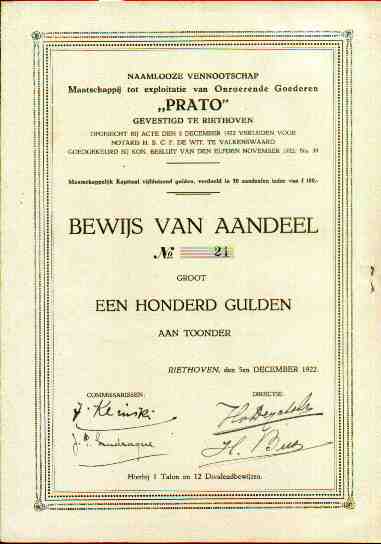 NAAMLOOZE VENNOOTSCHAP
Maatschappij tot exploitatie van Onroerende Goederen
„PRATO”
GEVESTIGD TE RIETHOVEN
OPGERICHT BIJ ACTE DEN 5 DECEMBER 1922 VERLEDEN VOOR
NOTARIS H. B. C. F. DE WIT, TE VALKENSWAARD
GOEDGEKEURD BIJ KON. BESLUIT VAN DEN ELFDEN NOVEMBER 1922, No. 39
Maatschappelijk Kapitaal vijfduizend gulden, verdeeld in 50 aandeelen ieder van f 100,-
BEWIJS VAN AANDEEL
No 24
GROOT
EEN HONDERD GULDEN
AAN TOONDER
RIETHOVEN, den 5en DECEMBER 1922.
COMMISSARISSEN: DIRECTIE:
Hierbij 1 Talon en 12 Dividendbewijzen.